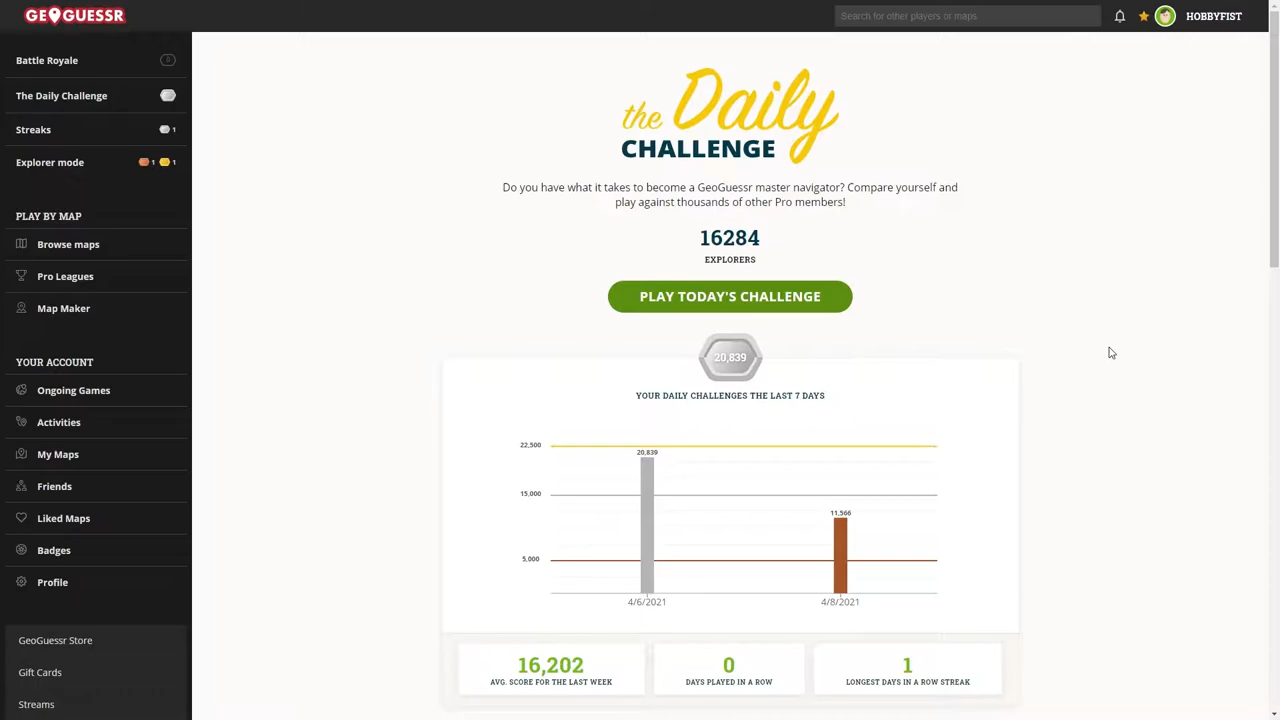 GEOGUESSR
Search for other players or maps
HOBBYFIST
Battle Royale
0
The Daily Challenge
Streaks
1
Explorer mode
1
1
PLAY BY MAP
Browse maps
Pro Leagues
Map Maker
YOUR ACCOUNT
Ongoing Games
Activities
My Maps
Friends
Liked Maps
Badges
Profile
GeoGuessr Store
Gift Cards
Streams
the Daily
CHALLENGE
Do you have what it takes to become a GeoGuessr master navigator? Compare yourself and
play against thousands of other Pro members!
16284
EXPLORERS
PLAY TODAY'S CHALLENGE
20,839
YOUR DAILY CHALLENGES THE LAST 7 DAYS
22,500
20,839
15,000
11,566
5,000
4/6/2021
4/8/2021
16,202
AVG. SCORE FOR THE LAST WEEK
0
DAYS PLAYED IN A ROW
1
LONGEST DAYS IN A ROW STREAK